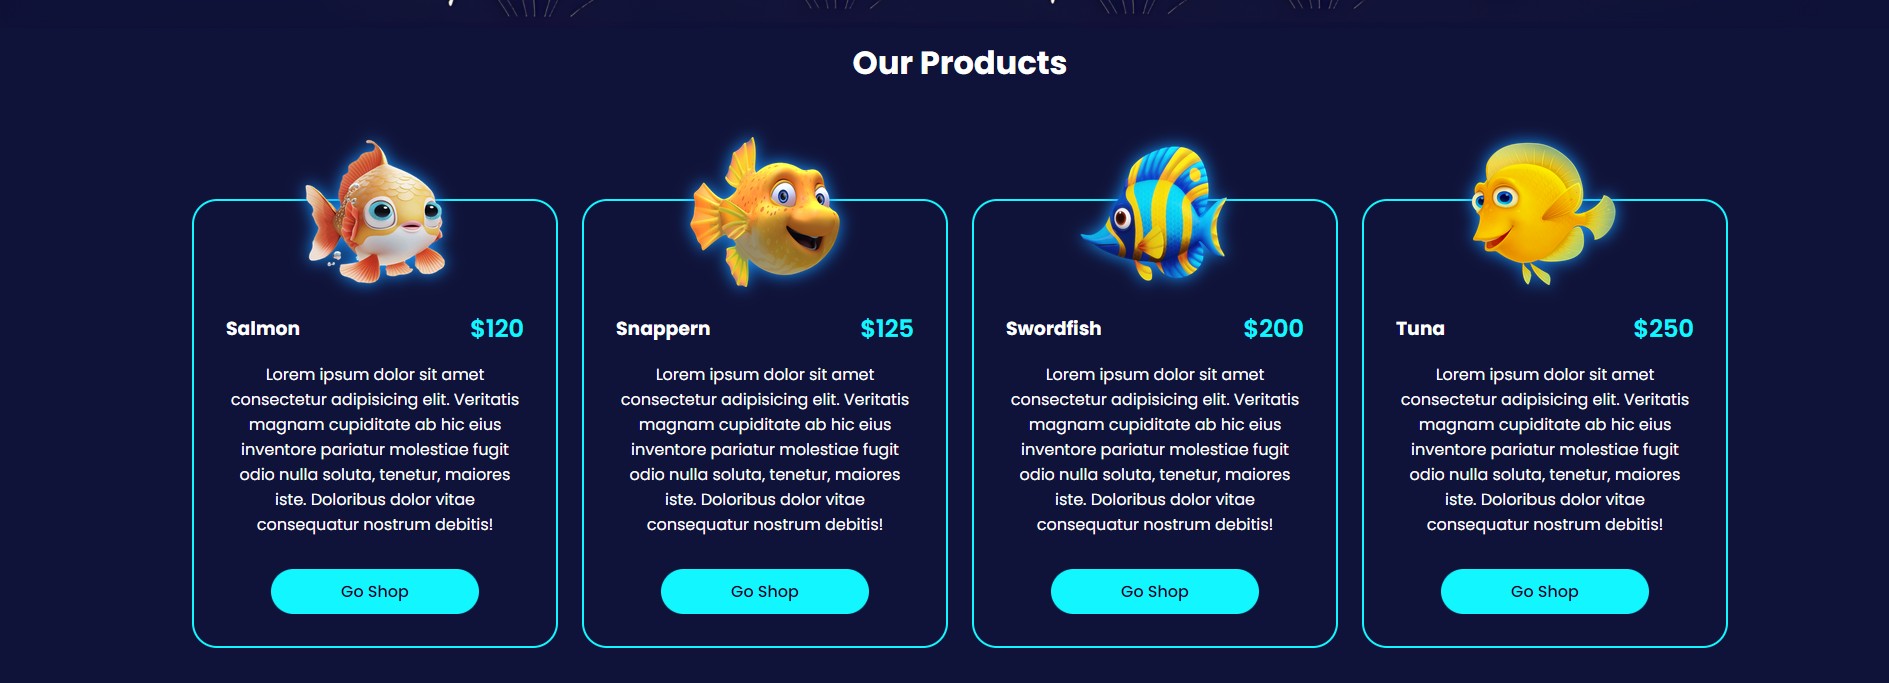 Our Products
Salmon $120
Lorem ipsum dolor sit amet
consectetur adipisicing elit. Veritatis
magnam cupiditate ab hic eius
inventore pariatur molestiae fugit
odio nulla soluta, tenetur, maiores
iste. Doloribus dolor vitae
consequatur nostrum debitis!
Go Shop
Snappern $125
Lorem ipsum dolor sit amet
consectetur adipisicing elit. Veritatis
magnam cupiditate ab hic eius
inventore pariatur molestiae fugit
odio nulla soluta, tenetur, maiores
iste. Doloribus dolor vitae
consequatur nostrum debitis!
Go Shop
Swordfish $200
Lorem ipsum dolor sit amet
consectetur adipisicing elit. Veritatis
magnam cupiditate ab hic eius
inventore pariatur molestiae fugit
odio nulla soluta, tenetur, maiores
iste. Doloribus dolor vitae
consequatur nostrum debitis!
Go Shop
Tuna $250
Lorem ipsum dolor sit amet
consectetur adipisicing elit. Veritatis
magnam cupiditate ab hic eius
inventore pariatur molestiae fugit
odio nulla soluta, tenetur, maiores
iste. Doloribus dolor vitae
consequatur nostrum debitis!
Go Shop